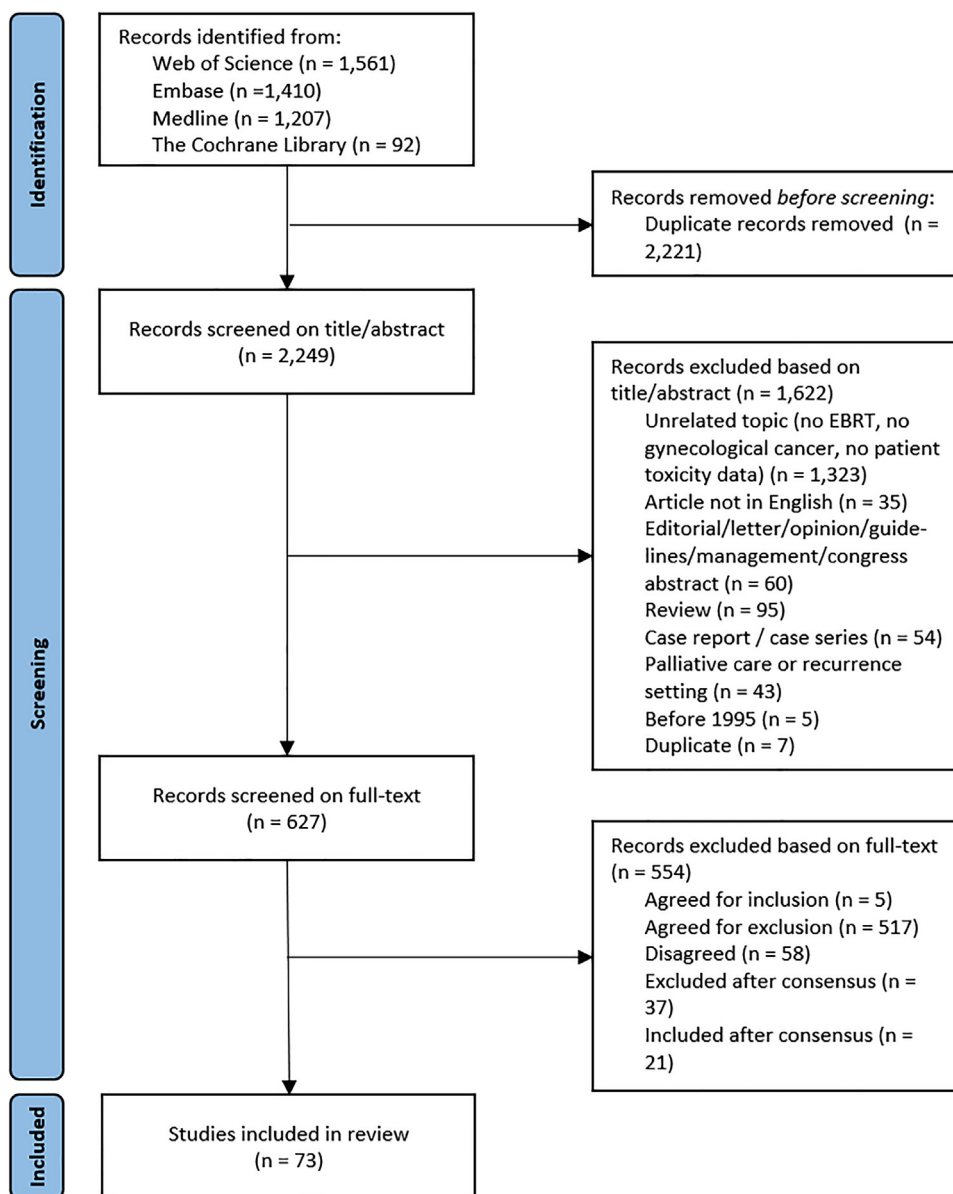 Identification
Records identified from:
Web of Science (n = 1,561)
Embase (n =1,410)
Medline (n = 1,207)
The Cochrane Library (n = 92)
Records removed before screening:
Duplicate records removed (n =
2,221)
Screening
Records screened on title/abstract
(n = 2,249)
Records excluded based on
title/abstract (n = 1,622)
Unrelated topic (no EBRT, no
gynecological cancer, no patient
toxicity data) (n = 1,323)
Article not in English (n = 35)
Editorial/letter/opinion/guide-
lines/management/congress
abstract (n = 60)
Review (n = 95)
Case report / case series (n = 54)
Palliative care or recurrence
setting (n = 43)
Before 1995 (n = 5)
Duplicate (n = 7)
Records screened on full-text
(n = 627)
Records excluded based on full-text
(n = 554)
Agreed for inclusion (n = 5)
Agreed for exclusion (n = 517)
Disagreed (n = 58)
Excluded after consensus (n =
37)
Included after consensus (n =
21)
Included
Studies included in review
(n = 73)